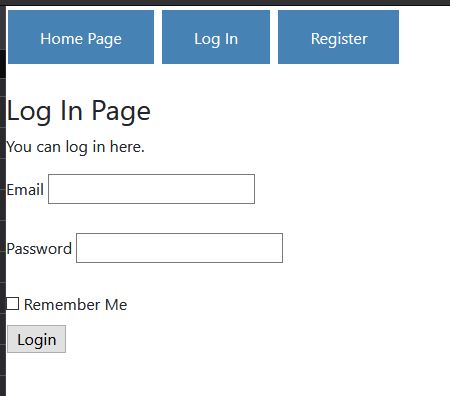 Home Page Log In Register
Log In Page
You can log in here.
Email
Password
Remember Me
Login